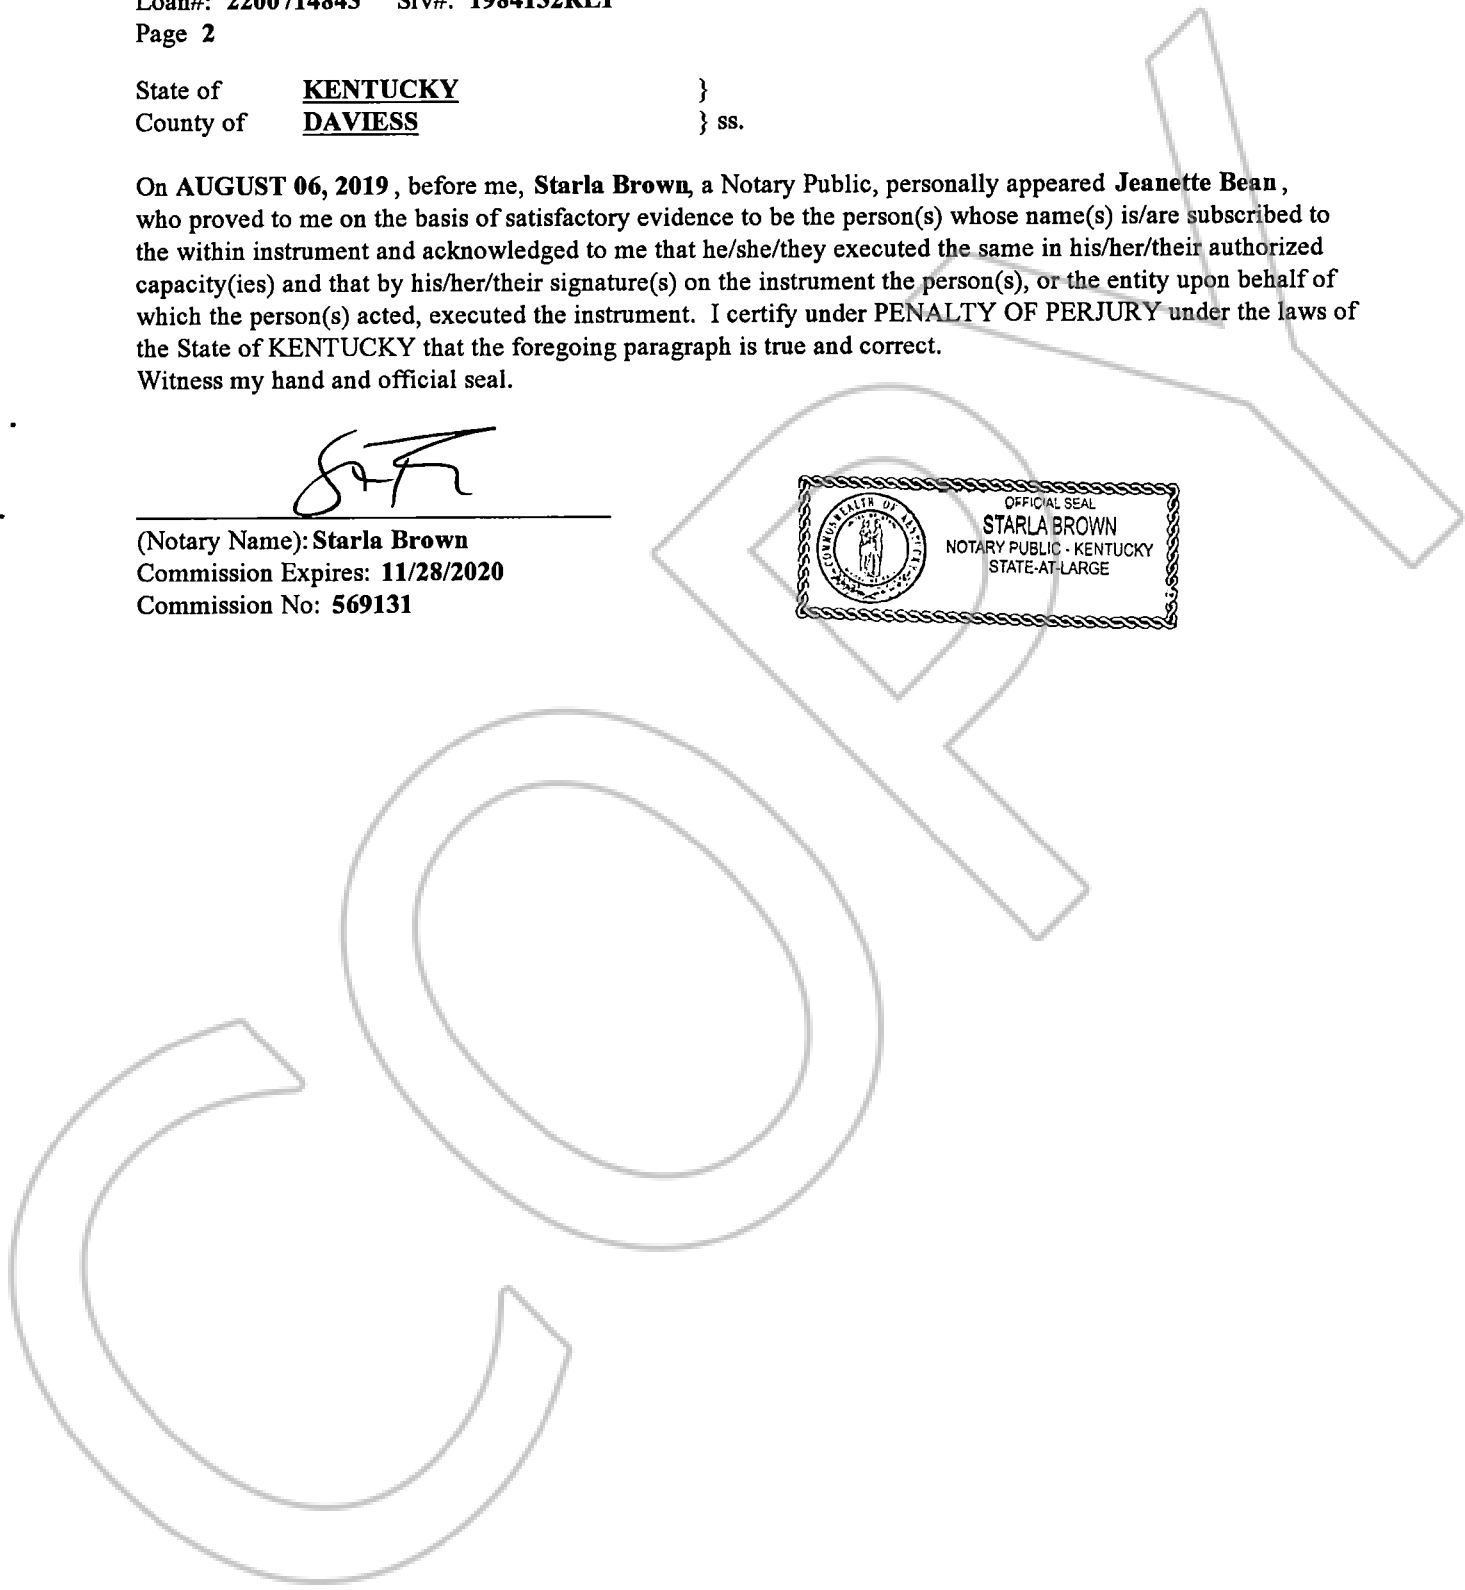 Loan#: 2200714843 Srv#: 1984132RL1
Page 2
State of KENTUCKY }
County of DAVIESS } ss.
On AUGUST 06, 2019 , before me, Starla Brown, a Notary Public, personally appeared Jeanette Bean ,
who proved to me on the basis of satisfactory evidence to be the person(s) whose name(s) is/are subscribed to
the within instrument and acknowledged to me that he/she/they executed the same in his/her/their authorized
capacity(ies) and that by his/her/their signature(s) on the instrument the person(s), or the entity upon behalf of
which the person(s) acted, executed the instrument. I certify under PENALTY OF PERJURY under the laws of
the State of KENTUCKY that the foregoing paragraph is true and correct.
Witness my hand and official seal.
(Notary Name): Starla Brown
Commission Expires: 11/28/2020
Commission No: 569131
OFFICIAL SEAL
STARLA BROWN
NOTARY PUBLIC - KENTUCKY
STATE-AT-LARGE
COMMONWEALTH OF KENTUCKY
COPY